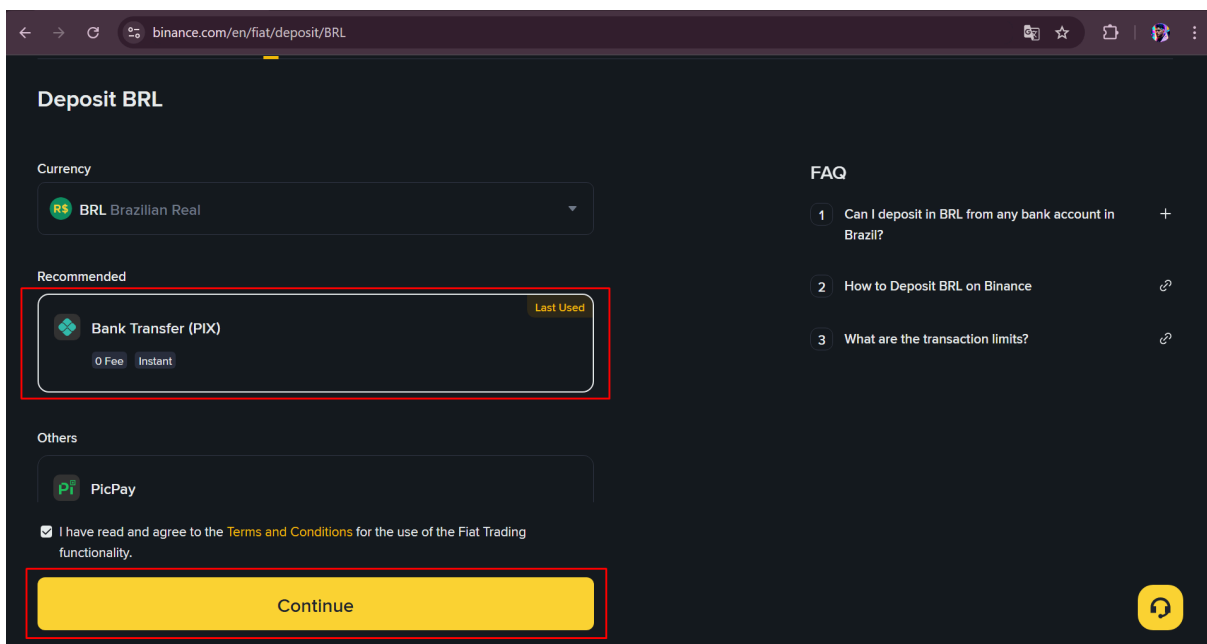 binance.com/en/fiat/deposit/BRL
Deposit BRL
Currency
R$ BRL Brazilian Real
Recommended
Last Used
Bank Transfer (PIX)
0 Fee Instant
Others
Pi PicPay
I have read and agree to the Terms and Conditions for the use of the Fiat Trading
functionality.
Continue
FAQ
1 Can I deposit in BRL from any bank account in
Brazil?
2 How to Deposit BRL on Binance
3 What are the transaction limits?